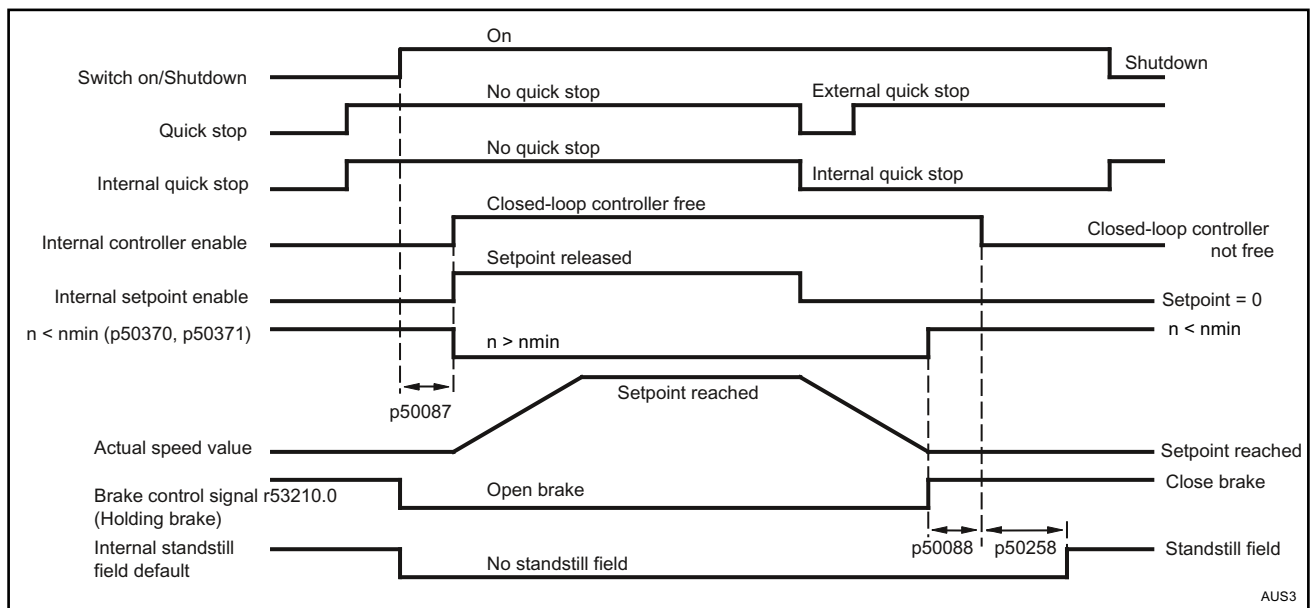 On
Switch on/Shutdown
Shutdown
No quick stop
External quick stop
Quick stop
No quick stop
Internal quick stop
Internal quick stop
Closed-loop controller free
Internal controller enable
Closed-loop controller
not free
Setpoint released
Internal setpoint enable
Setpoint = 0
n < nmin (p50370, p50371)
n > nmin
n < nmin
p50087
Setpoint reached
Actual speed value
Setpoint reached
Brake control signal r53210.0
(Holding brake)
Open brake
Close brake
Internal standstill
field default
No standstill field
p50088
p50258
Standstill field
AUS3